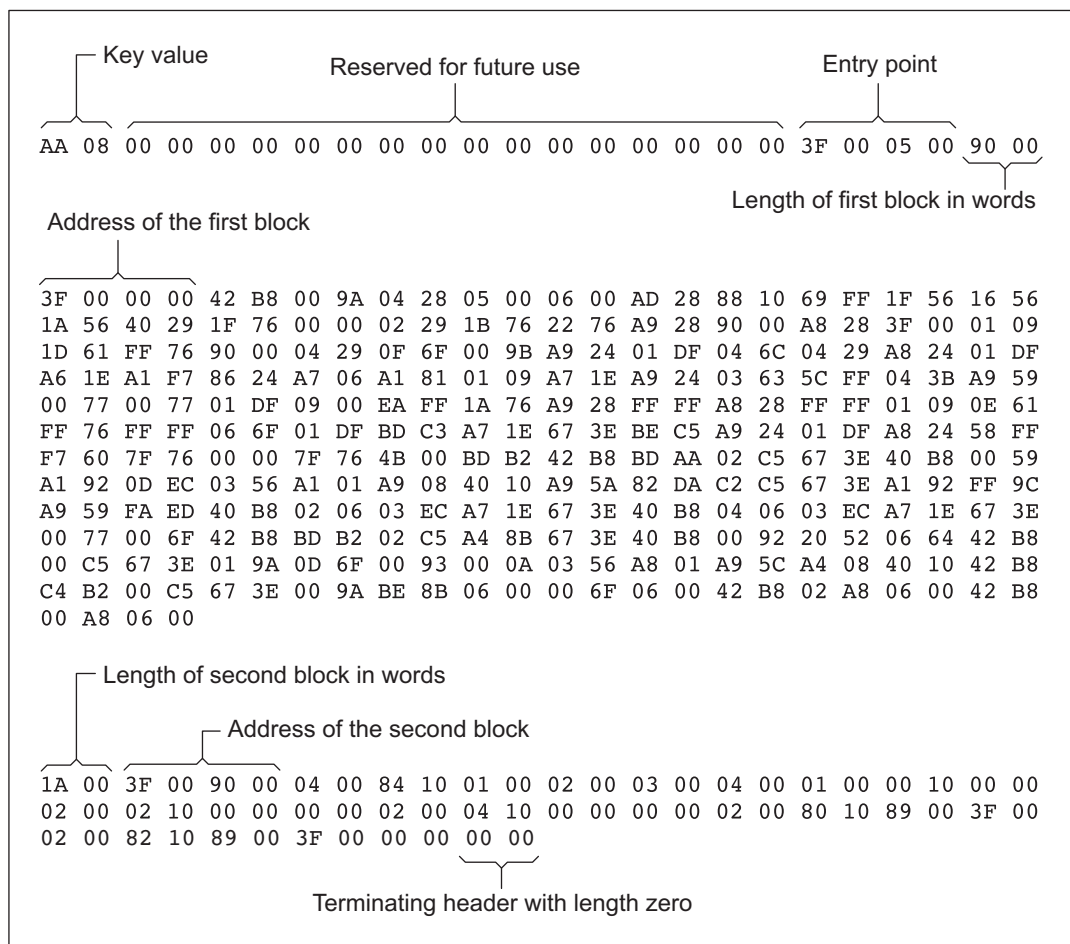 Key value
Reserved for future use
Entry point
AA 08 00 00 00 00 00 00 00 00 00 00 00 00 00 00 00 00 3F 00 05 00 90 00
Length of first block in words
Address of the first block
3F 00 00 00 42 B8 00 9A 04 28 05 00 06 00 AD 28 88 10 69 FF 1F 56 16 56
1A 56 40 29 1F 76 00 00 02 29 1B 76 22 76 A9 28 90 00 A8 28 3F 00 01 09
1D 61 FF 76 90 00 04 29 0F 6F 00 9B A9 24 01 DF 04 6C 04 29 A8 24 01 DF
A6 1E A1 F7 86 24 A7 06 A1 81 01 09 A7 1E A9 24 03 63 5C FF 04 3B A9 59
00 77 00 77 01 DF 09 00 EA FF 1A 76 A9 28 FF FF A8 28 FF FF 01 09 0E 61
FF 76 FF FF 06 6F 01 DF BD C3 A7 1E 67 3E BE C5 A9 24 01 DF A8 24 58 FF
F7 60 7F 76 00 00 7F 76 4B 00 BD B2 42 B8 BD AA 02 C5 67 3E 40 B8 00 59
A1 92 0D EC 03 56 A1 01 A9 08 40 10 A9 5A 82 DA C2 C5 67 3E A1 92 FF 9C
A9 59 FA ED 40 B8 02 06 03 EC A7 1E 67 3E 40 B8 04 06 03 EC A7 1E 67 3E
00 77 00 6F 42 B8 BD B2 02 C5 A4 8B 67 3E 40 B8 00 92 20 52 06 64 42 B8
00 C5 67 3E 01 9A 0D 6F 00 93 00 0A 03 56 A8 01 A9 5C A4 08 40 10 42 B8
C4 B2 00 C5 67 3E 00 9A BE 8B 06 00 00 6F 06 00 42 B8 02 A8 06 00 42 B8
00 A8 06 00
Length of second block in words
Address of the second block
1A 00 3F 00 90 00 04 00 84 10 01 00 02 00 03 00 04 00 01 00 00 10 00 00
02 00 02 10 00 00 00 00 02 00 04 10 00 00 00 00 02 00 80 10 89 00 3F 00
02 00 82 10 89 00 3F 00 00 00 00 00
Terminating header with length zero